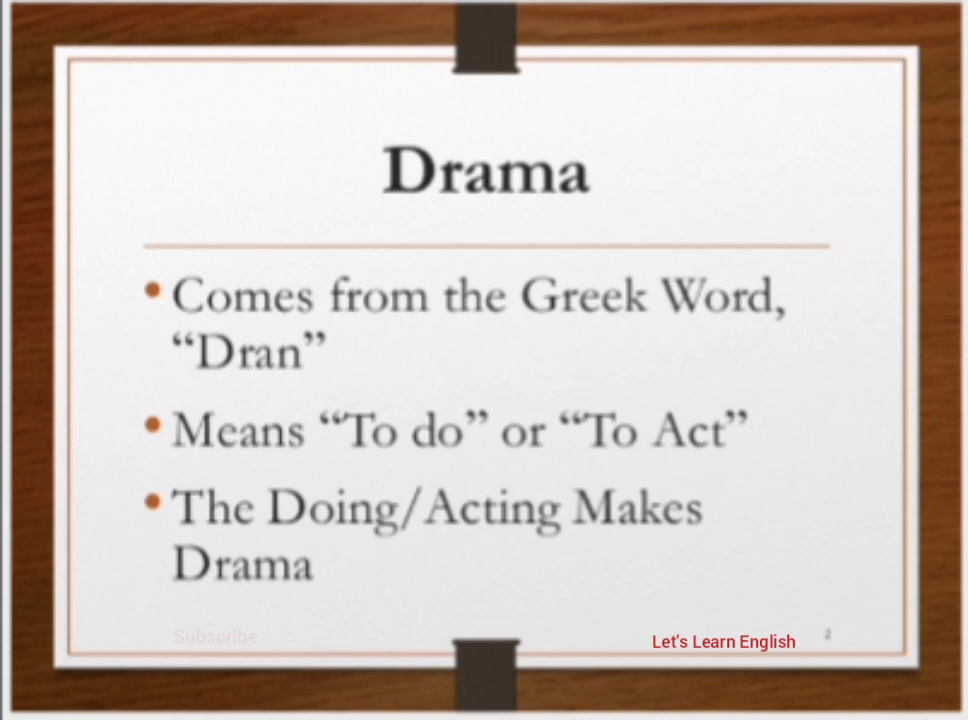 Drama
• Comes from the Greek Word,
“Dran”
• Means “To do” or “To Act”
• The Doing/Acting Makes
Drama
Subscribe
Let's Learn English
2